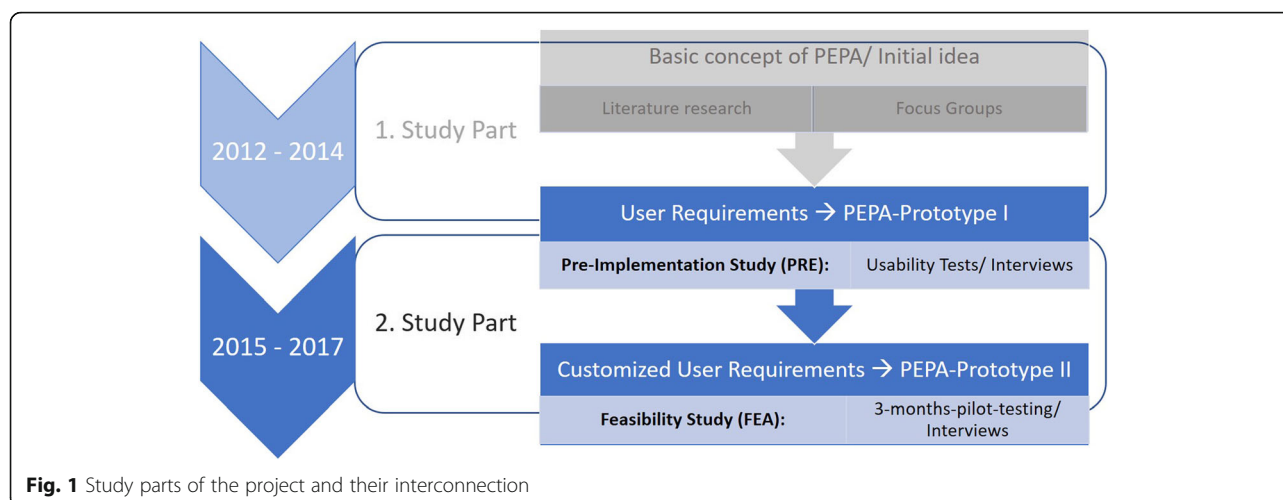 Basic concept of PEPA/ Initial idea
Literature research
Focus Groups
2012 - 2014
1. Study Part
User Requirements → PEPA-Prototype I
Pre-Implementation Study (PRE):
Usability Tests/ Interviews
2015 - 2017
2. Study Part
Customized User Requirements → PEPA-Prototype II
Feasibility Study (FEA):
3-months-pilot-testing/
Interviews
Fig. 1 Study parts of the project and their interconnection